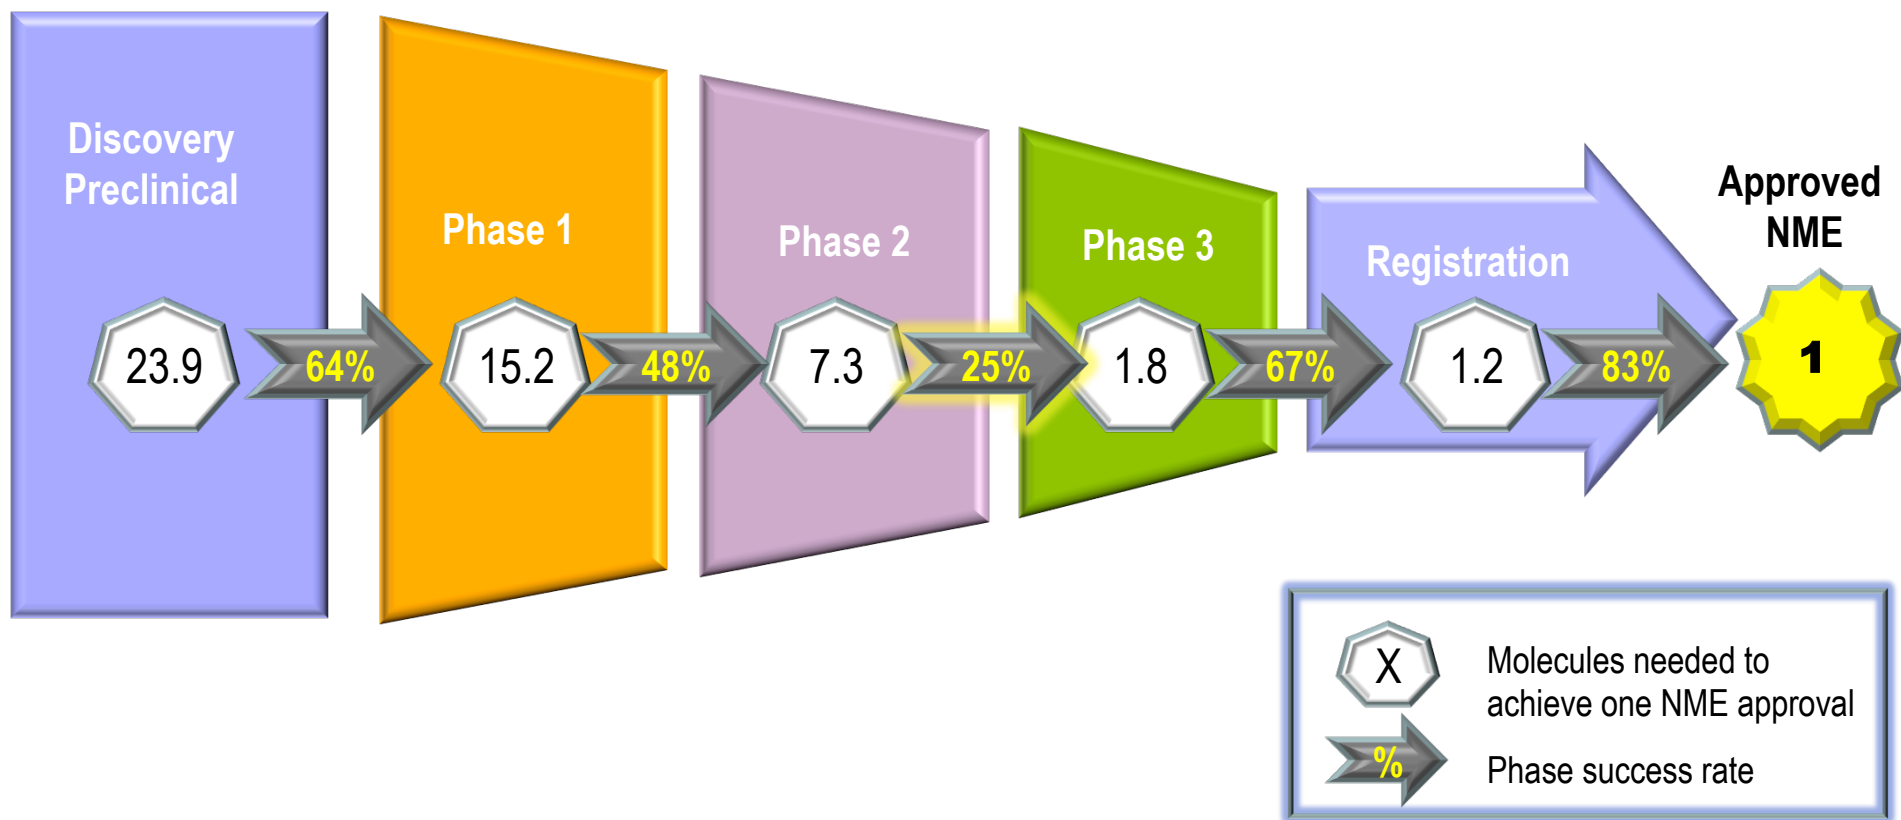 Discovery
Preclinical
Phase 1
Phase 2
Phase 3
Registration
Approved
NME
23.9
64%
15.2
48%
7.3
25%
1.8
67%
1.2
83%
1
X
Molecules needed to
achieve one NME approval
%
Phase success rate